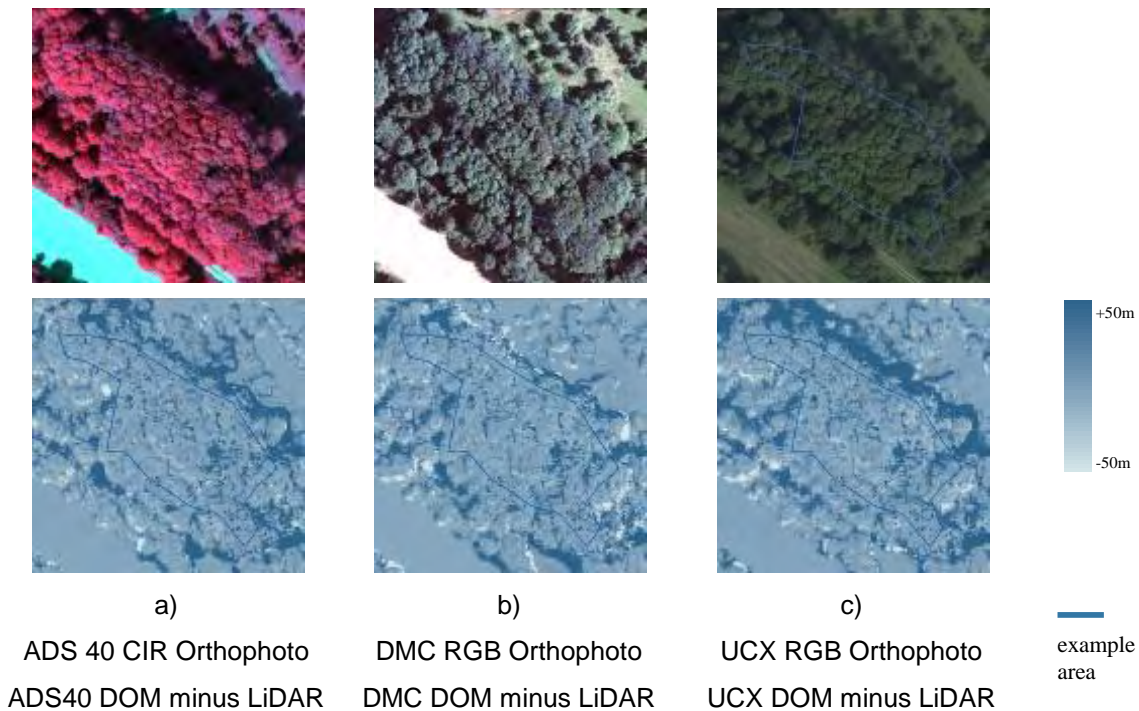 +50m
-50m
a)
b)
c)
ADS 40 CIR Orthophoto
DMC RGB Orthophoto
UCX RGB Orthophoto
ADS40 DOM minus LiDAR
DMC DOM minus LiDAR
UCX DOM minus LiDAR
example
area